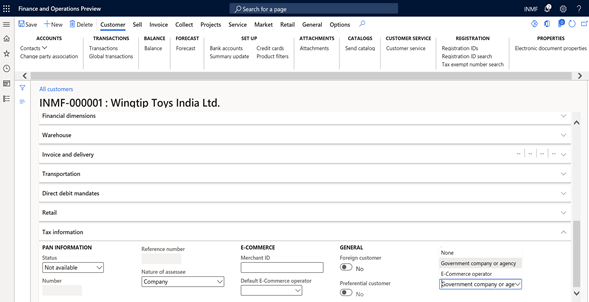 Finance and Operations Preview
Search for a page
INMF
Save
New
Delete
Customer
Sell
Invoice
Collect
Projects
Service
Market
Retail
General
Options
ACCOUNTS
Contacts
Change party association
TRANSACTIONS
Transactions
Global transactions
BALANCE
Balance
FORECAST
Forecast
SET UP
Bank accounts
Summary update
Credit cards
Product filters
ATTACHMENTS
Attachments
CATALOGS
Send catalog
CUSTOMER SERVICE
Customer service
REGISTRATION
Registration IDs
Registration ID search
Tax exempt number search
PROPERTIES
Electronic document properties
All customers
INMF-000001 : Wingtip Toys India Ltd.
Financial dimensions
Warehouse
Invoice and delivery
-- -- -- --
Transportation
Direct debit mandates
Retail
Tax information
PAN INFORMATION
Status
Not available
Number
Reference number
Nature of assessee
Company
E-COMMERCE
Merchant ID
Default E-Commerce operator
GENERAL
Foreign customer
No
Preferential customer
No
None
Government company or agency
E-Commerce operator
Government company or age